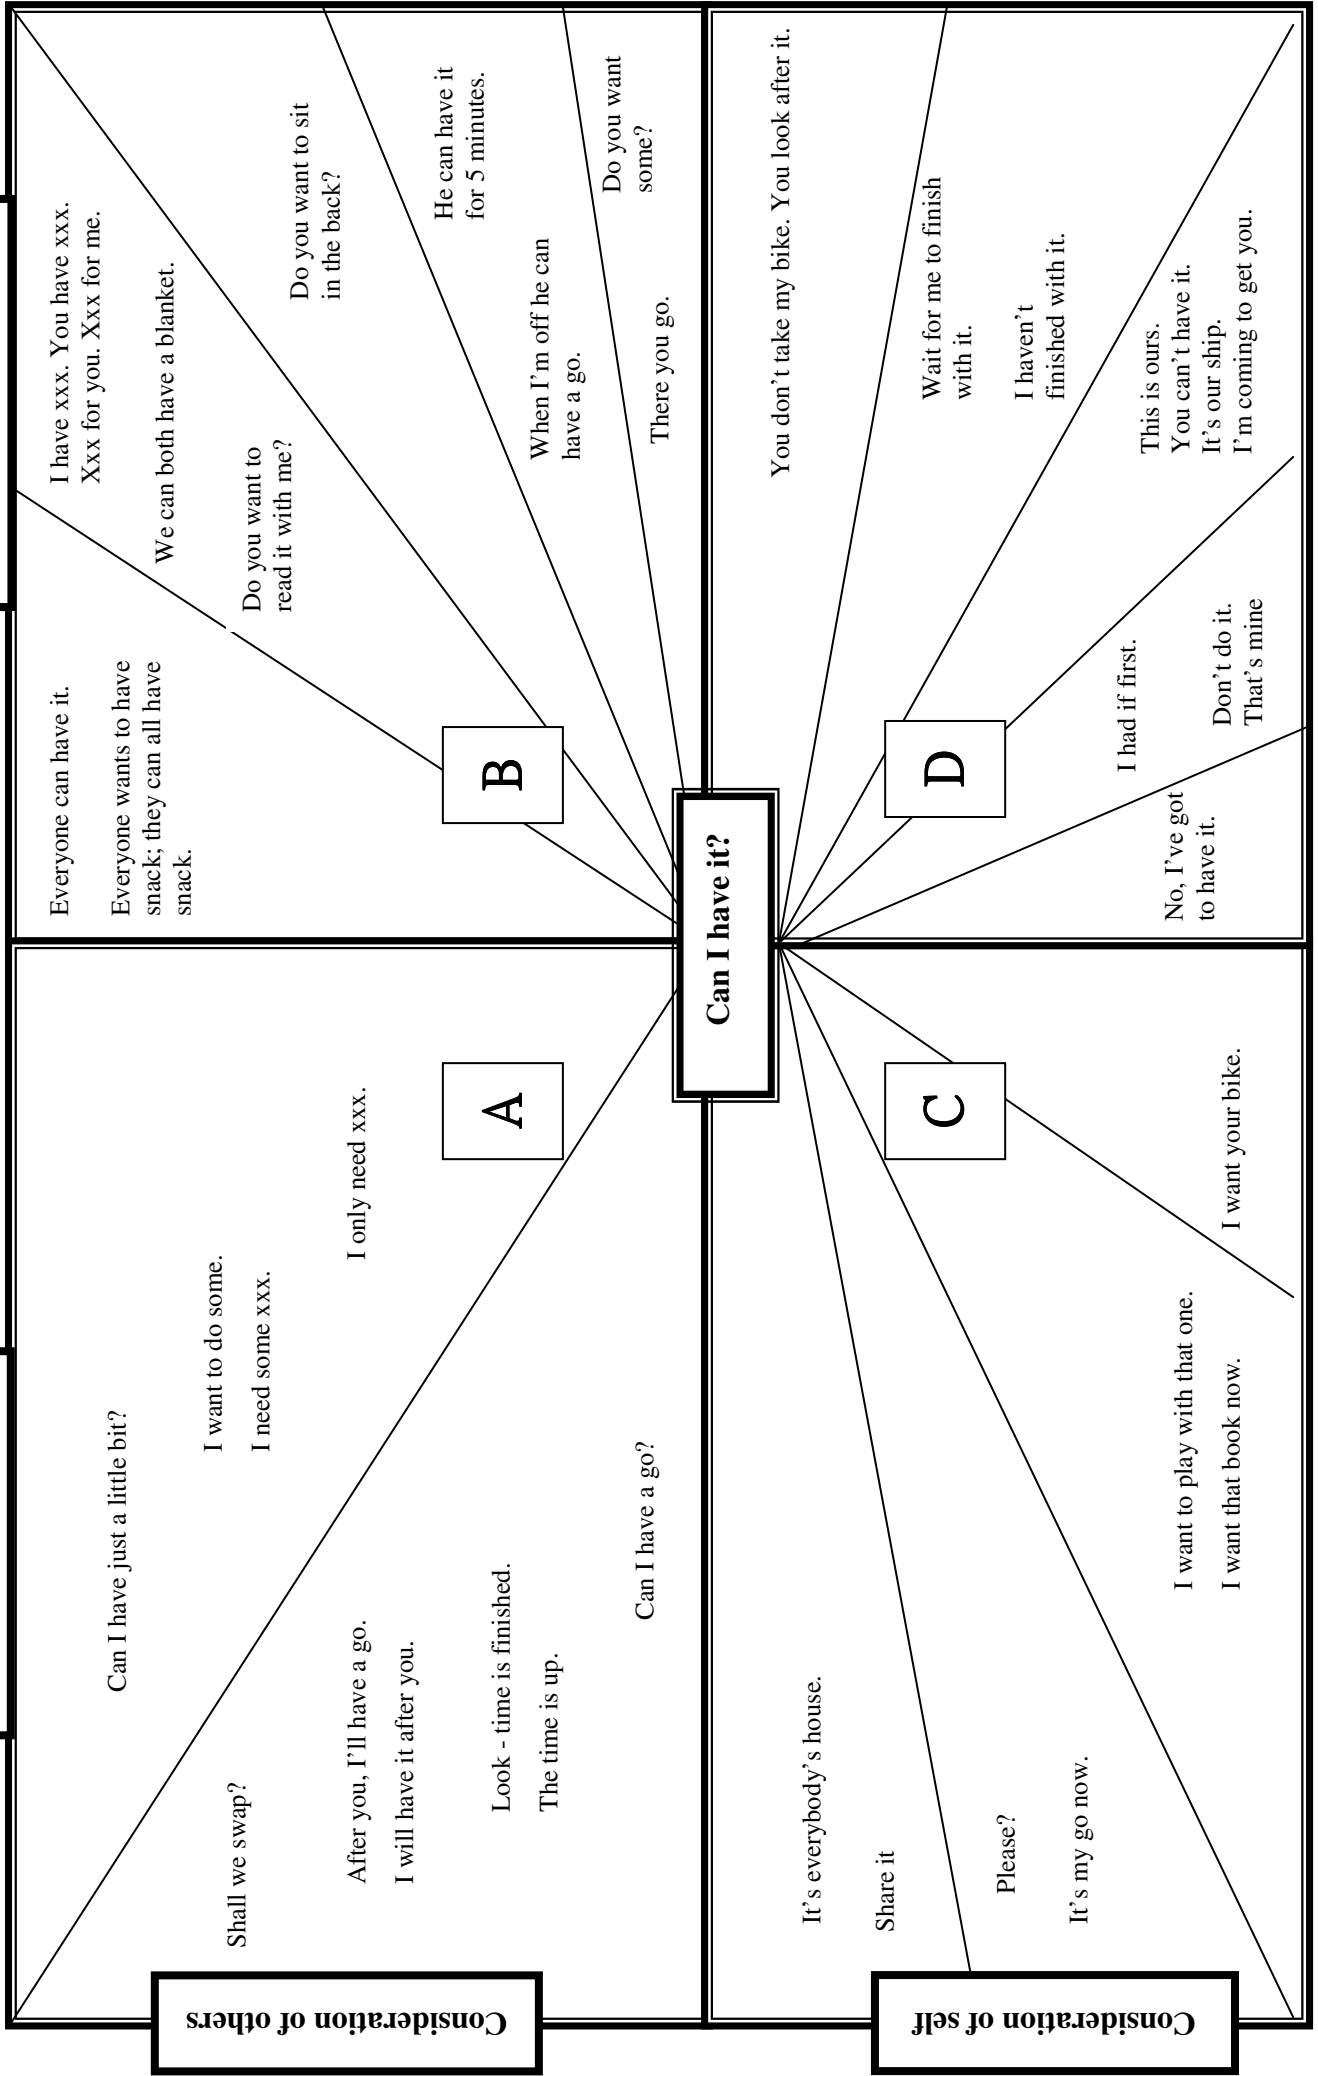 Consideration of others
Can I have just a little bit?
I want to do some.
I need some xxx.
I only need xxx.
Shall we swap?
After you, I'll have a go.
I will have it after you.
Look - time is finished.
The time is up.
Can I have a go?
A
Everyone can have it.
Everyone wants to have
snack; they can all have
snack.
I have xxx. You have xxx.
Xxx for you. Xxx for me.
We can both have a blanket.
Do you want to
read it with me?
Do you want to sit
in the back?
He can have it
for 5 minutes.
When I'm off he can
have a go.
Do you want
some?
There you go.
B
Can I have it?
Consideration of self
It's everybody's house.
Share it
Please?
It's my go now.
I want to play with that one.
I want that book now.
I want your bike.
C
You don't take my bike. You look after it.
Wait for me to finish
with it.
I haven't
finished with it.
This is ours.
You can't have it.
It's our ship.
I'm coming to get you.
I had if first.
Don't do it.
That's mine
No, I've got
to have it.
D